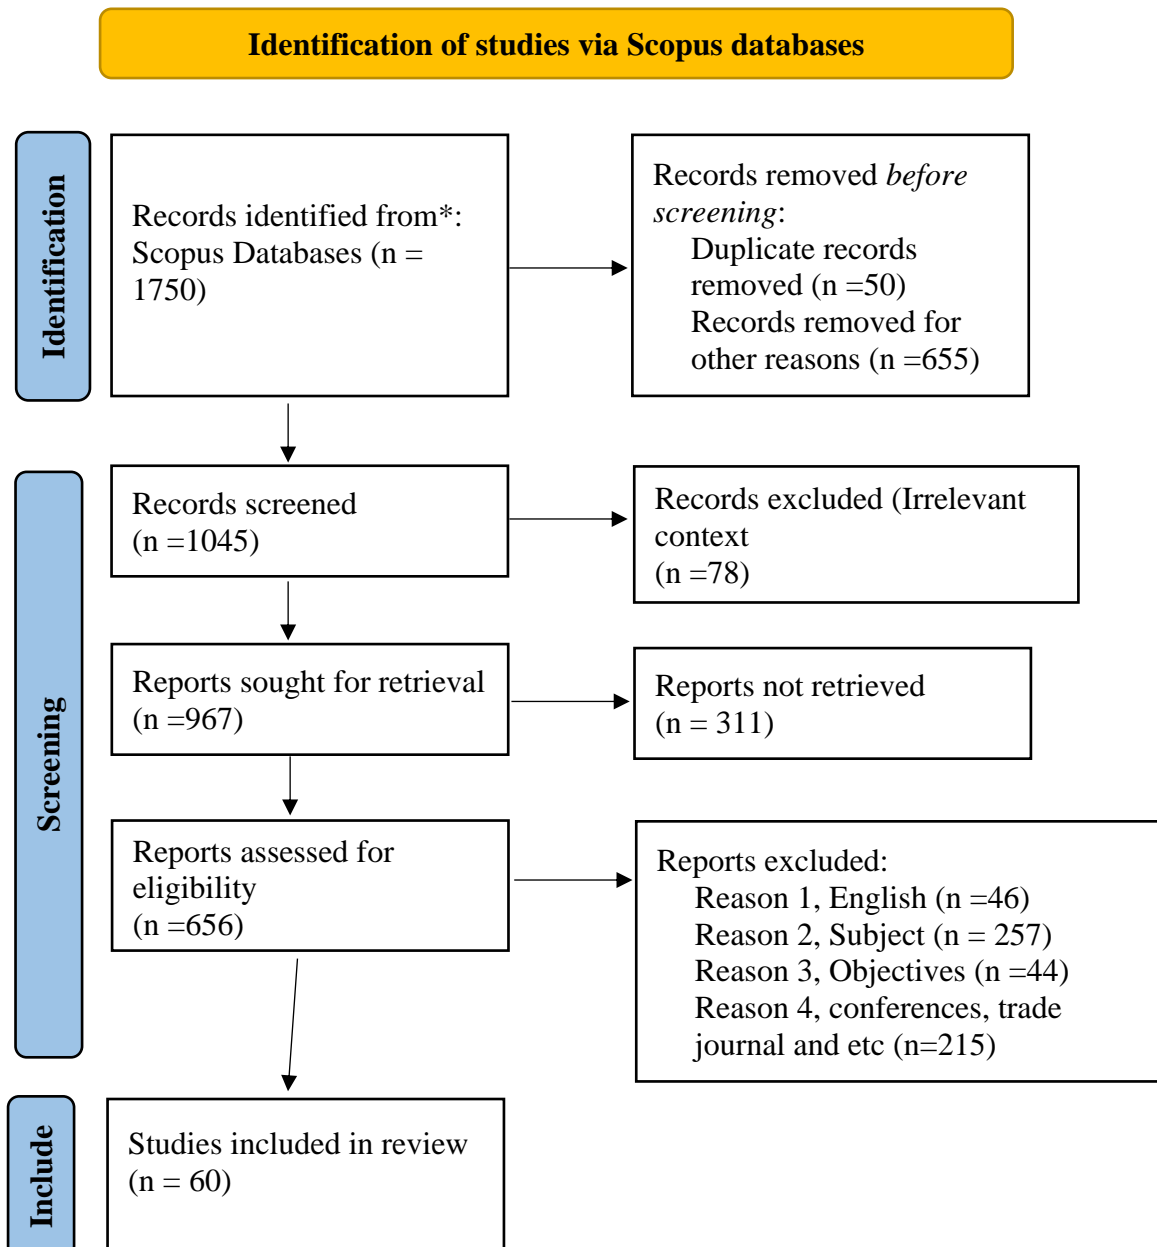 Identification of studies via Scopus databases
Identification
Records identified from*:
Scopus Databases (n =
1750)
Records removed before
screening:
Duplicate records
removed (n =50)
Records removed for
other reasons (n =655)
Screening
Records screened
(n =1045)
Records excluded (Irrelevant
context
(n =78)
Reports sought for retrieval
(n =967)
Reports not retrieved
(n = 311)
Reports assessed for
eligibility
(n =656)
Reports excluded:
Reason 1, English (n =46)
Reason 2, Subject (n = 257)
Reason 3, Objectives (n =44)
Reason 4, conferences, trade
journal and etc (n=215)
Include
Studies included in review
(n = 60)